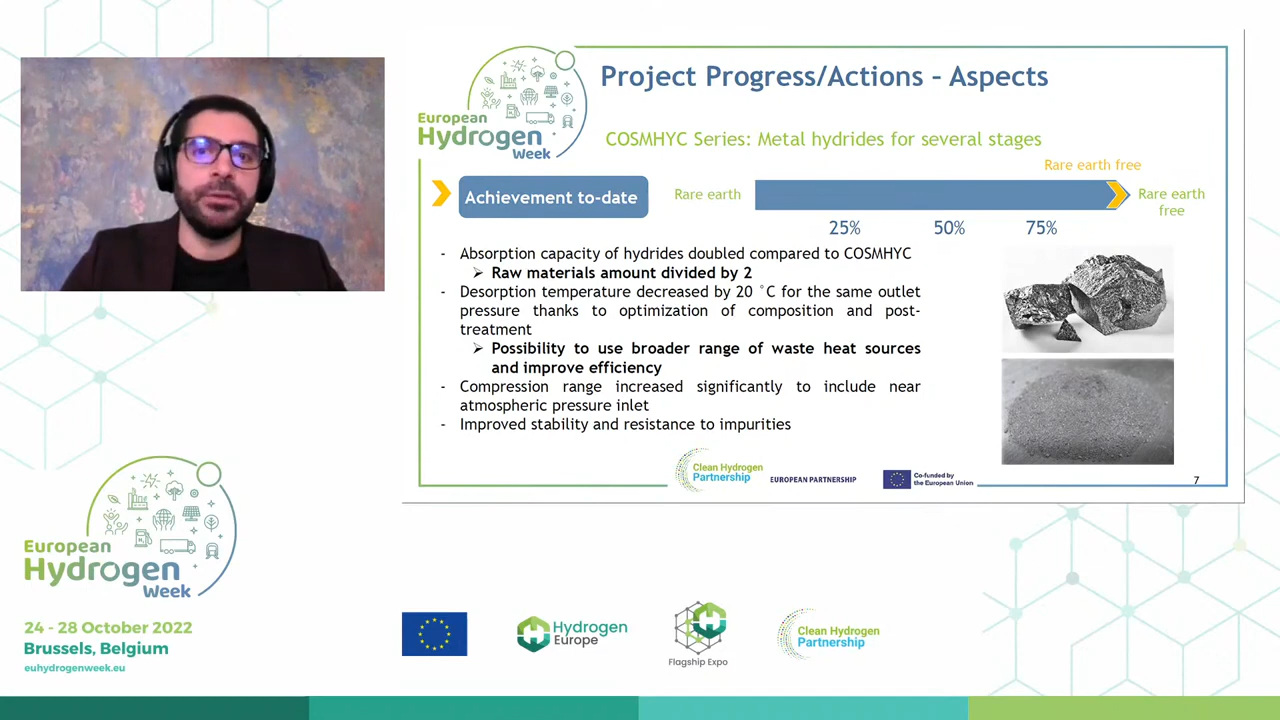 European
Hydrogen
Week
Project Progress/Actions – Aspects
COSMHYC Series: Metal hydrides for several stages
Rare earth free
Achievement to-date
Rare earth
Rare earth
free
25%
50%
75%
- Absorption capacity of hydrides doubled compared to COSMHYC
➢ Raw materials amount divided by 2
- Desorption temperature decreased by 20 °C for the same outlet
pressure thanks to optimization of composition and post-
treatment
➢ Possibility to use broader range of waste heat sources
and improve efficiency
- Compression range increased significantly to include near
atmospheric pressure inlet
- Improved stability and resistance to impurities
Clean Hydrogen
Partnership
EUROPEAN PARTNERSHIP
Co-funded by
the European Union
7
European
Hydrogen
Week
24 - 28 October 2022
Brussels, Belgium
euhydrogenweek.eu
Hydrogen
Europe
Flagship Expo
Clean Hydrogen
Partnership